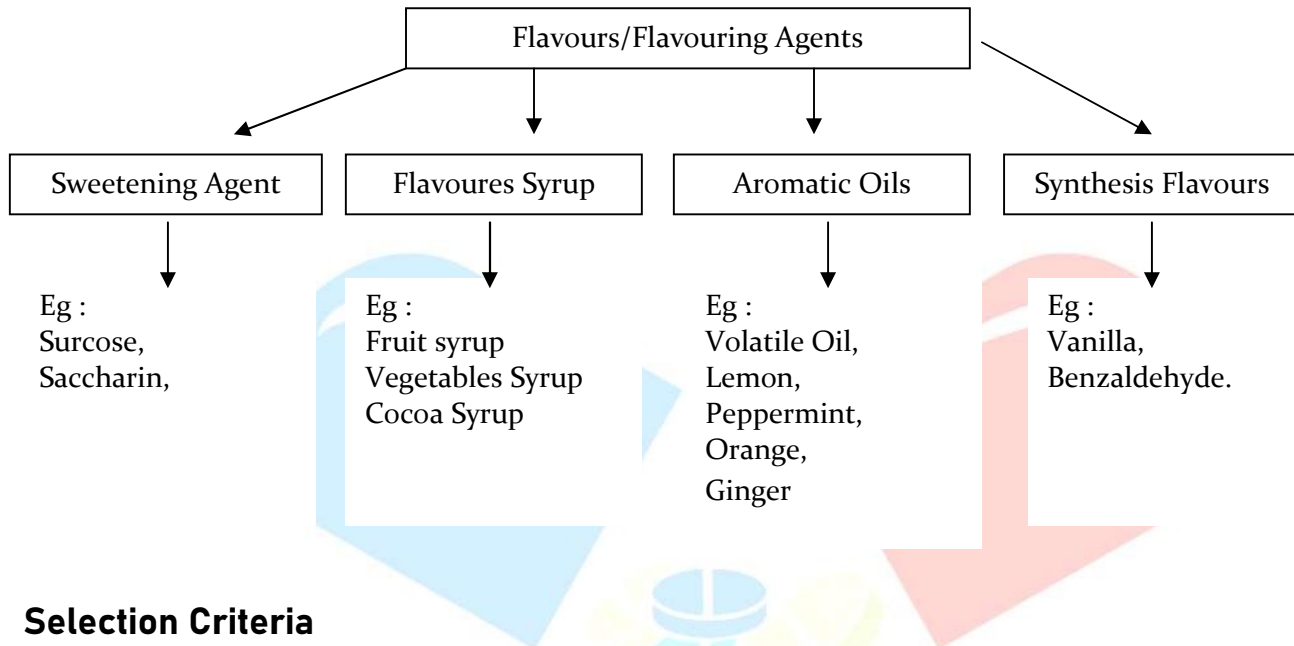 Flavours/Flavouring Agents
Sweetening Agent
Flavoures Syrup
Aromatic Oils
Synthesis Flavours
Eg :
Surcose,
Saccharin,
Eg :
Fruit syrup
Vegetables Syrup
Cocoa Syrup
Eg :
Volatile Oil,
Lemon,
Peppermint,
Orange,
Ginger
Eg :
Vanilla,
Benzaldehyde.
Selection Criteria